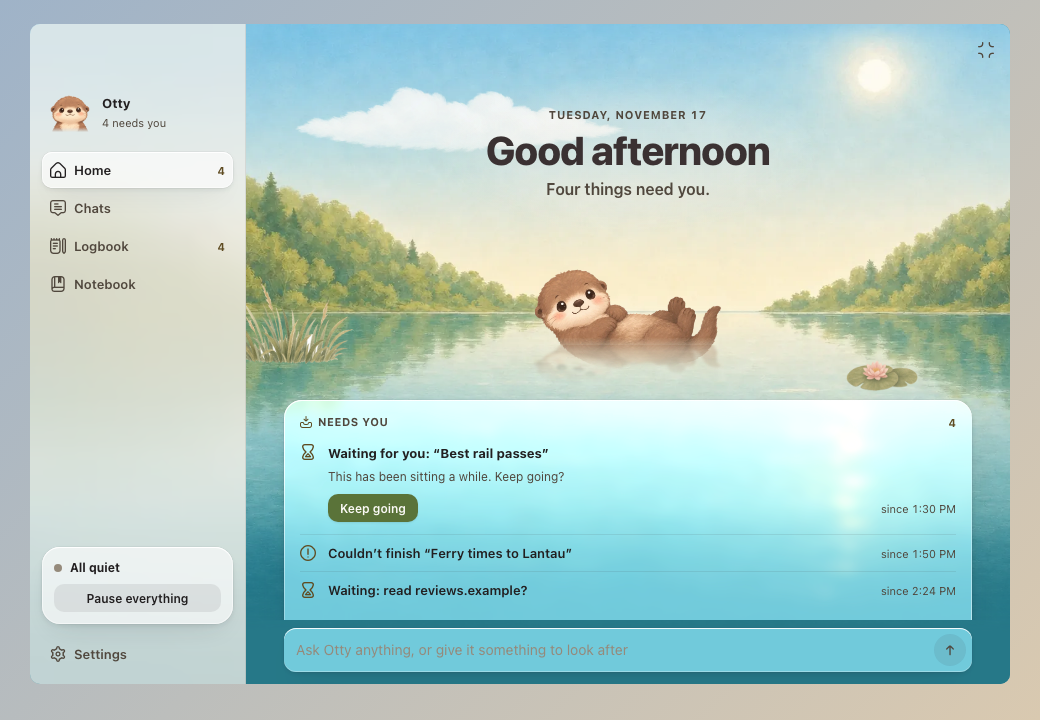 Otty
4 needs you
Home 4
Chats
Logbook 4
Notebook
All quiet
Pause everything
Settings
TUESDAY, NOVEMBER 17
Good afternoon
Four things need you.
NEEDS YOU 4
Waiting for you: “Best rail passes”
This has been sitting a while. Keep going?
Keep going since 1:30 PM
Couldn’t finish “Ferry times to Lantau” since 1:50 PM
Waiting: read reviews.example? since 2:24 PM
Ask Otty anything, or give it something to look after